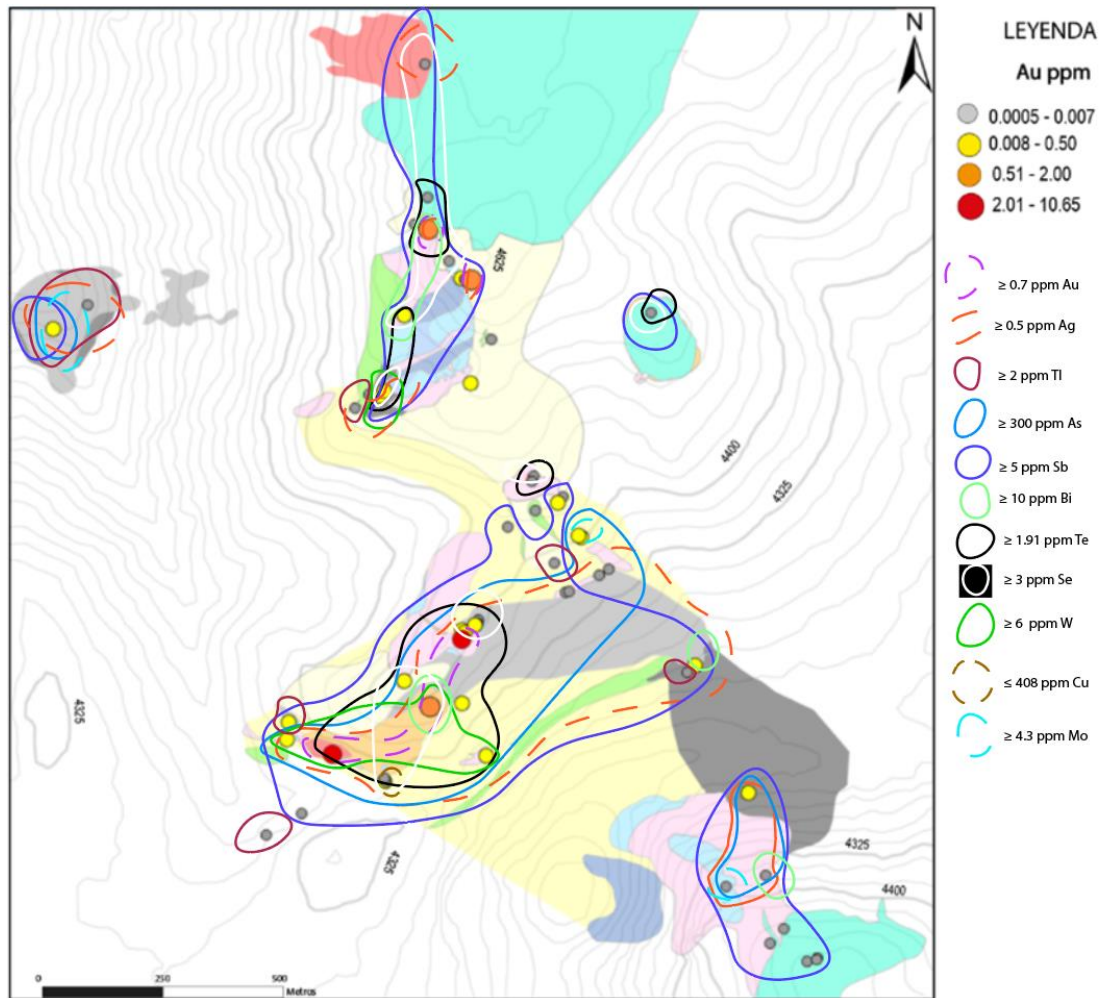 N
LEYENDA
Au ppm
0.0005 - 0.007
0.008 - 0.50
0.51 - 2.00
2.01 - 10.65
≥ 0.7 ppm Au
≥ 0.5 ppm Ag
≥ 2 ppm Tl
≥ 300 ppm As
≥ 5 ppm Sb
≥ 10 ppm Bi
≥ 1.91 ppm Te
≥ 3 ppm Se
≥ 6 ppm W
≤ 408 ppm Cu
≥ 4.3 ppm Mo
4625
4400
4325
4325
4325
4325
4400
0 250 500
Metros